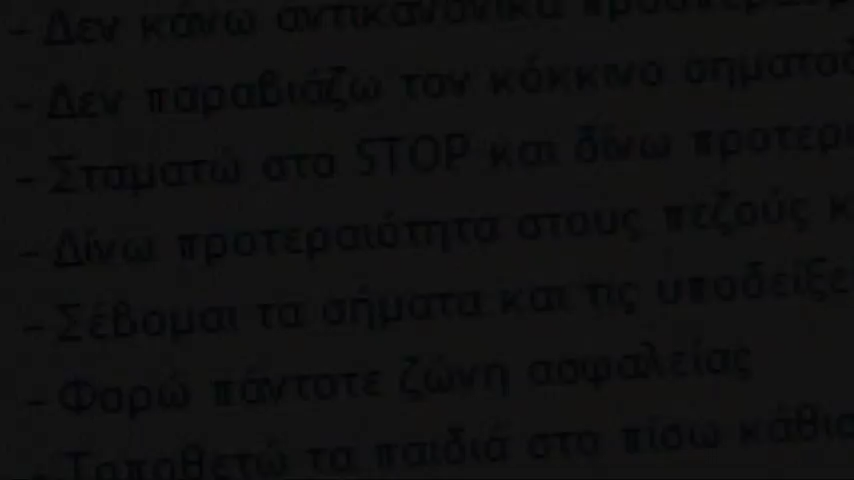 - Δεν κάνω αντικανονικά
- Δεν παραβιάζω τον κόκκινο
- Σταματώ στο STOP και δίνω
- Δίνω προτεραιότητα στους πεζούς
- Σέβομαι τα σήματα και τις
- Φορώ πάντοτε ζώνη ασφαλείας
- Τοποθετώ τα παιδιά στο πίσω